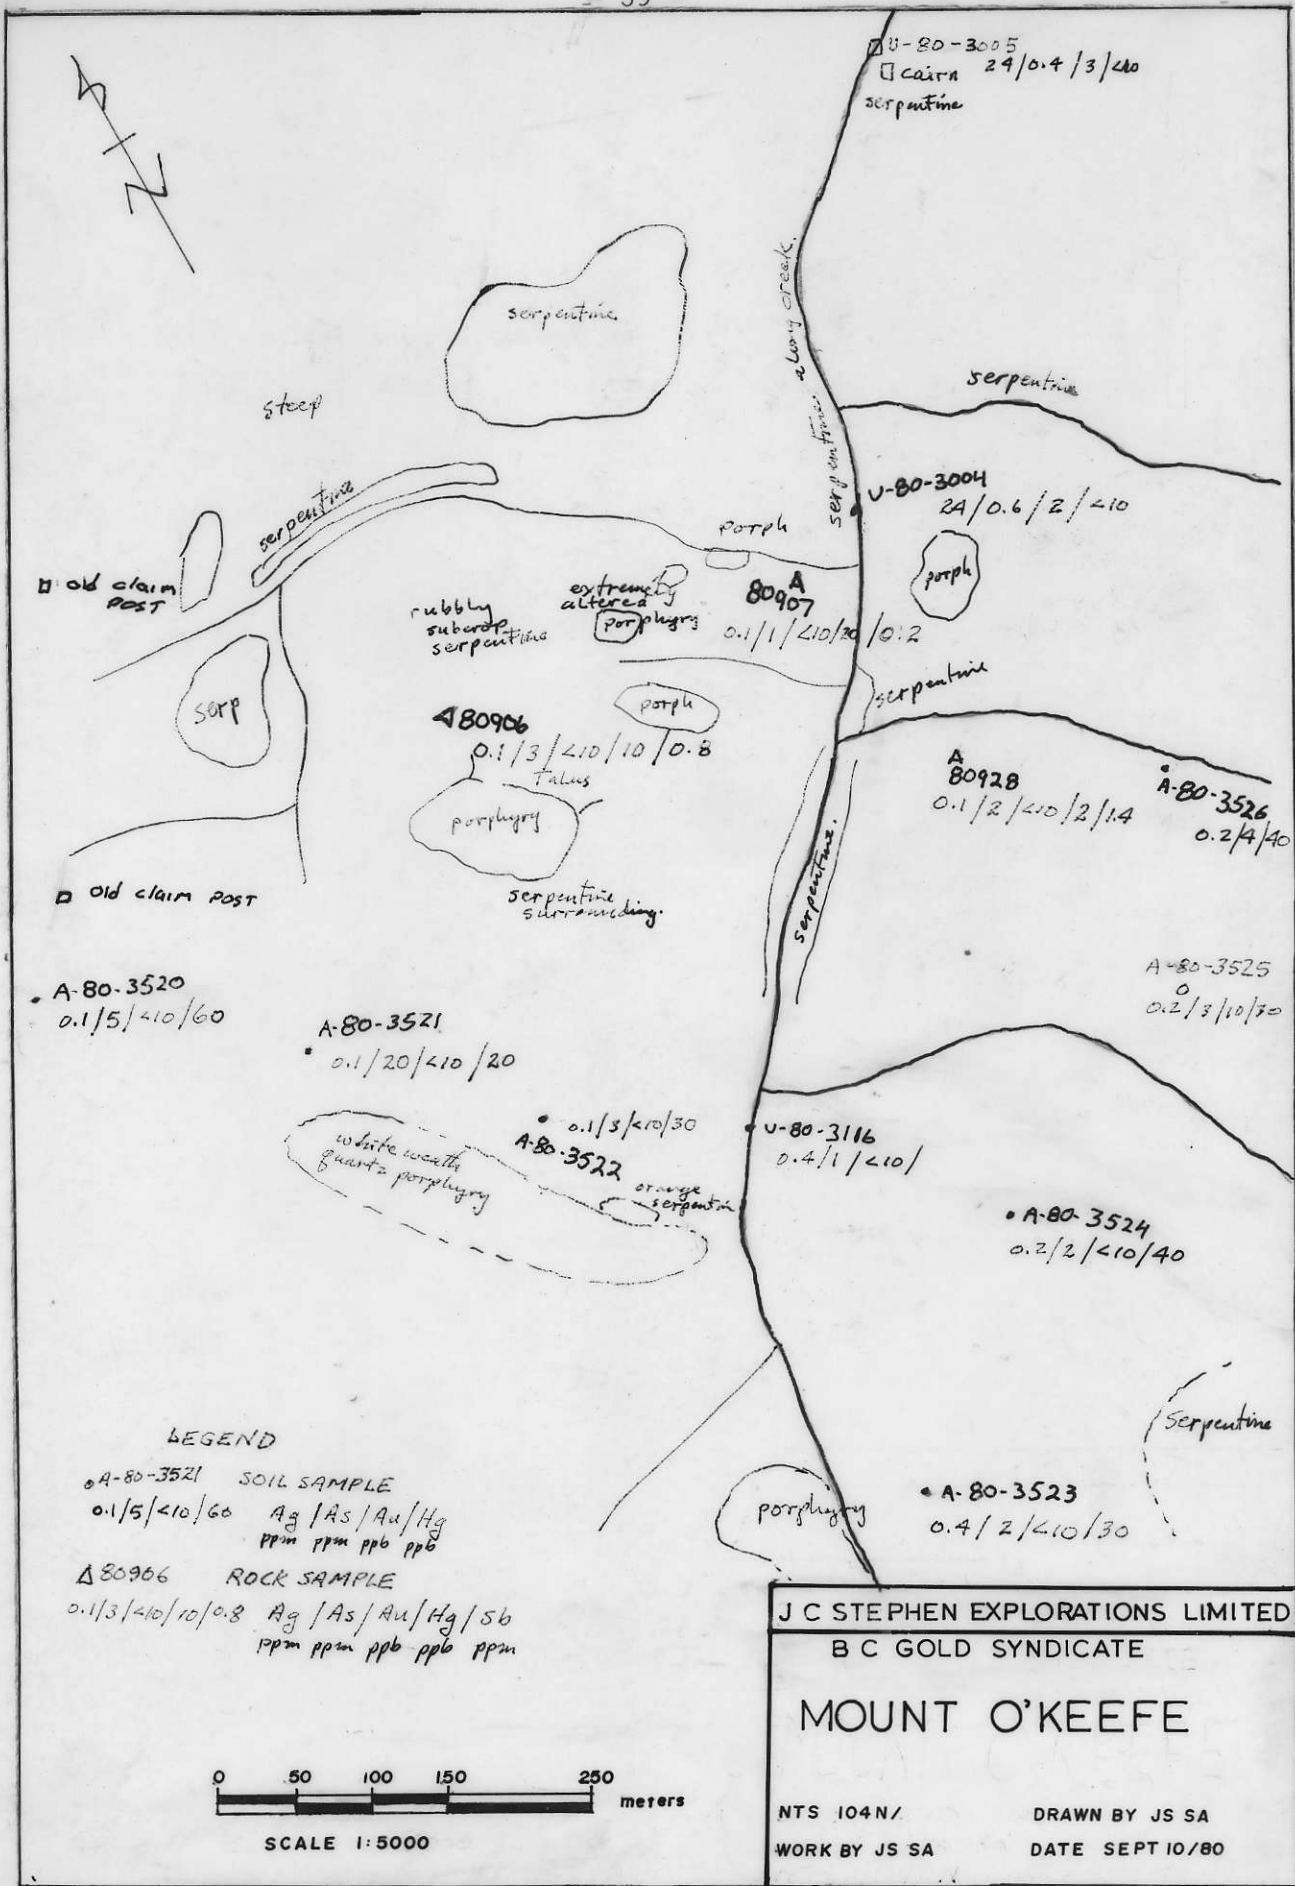 U-80-3005
cairn 24/0.4/3/<10
serpentine
N
serpentine
serpentine along creek.
serpentine
steep
U-80-3004
24/0.6/2/<10
serpentine
porph
porph
old claim
POST
extremely
altered
porphyry
A
80907
0.1/1/<10/20/0.2
rubbly
subcrop
serpentine
serpentine
serp
porph
80906
0.1/3/<10/10/0.8
Talus
porphyry
80928
0.1/2/<10/2/1.4
A-80-3526
0.2/4/40
serpentine.
Old claim POST
serpentine
surrounding.
A-80-3520
0.1/5/<10/60
A-80-3525
0.2/3/10/30
A-80-3521
0.1/20/<10/20
0.1/3/<10/30
A-80-3522
U-80-3116
0.4/1/<10/
white weath
quartz porphyry
orange
serpentin
A-80-3524
0.2/2/<10/40
Serpentine
LEGEND
A-80-3521 SOIL SAMPLE
0.1/5/<10/60 Ag/As/Au/Hg
ppm ppm ppb ppb
80906 ROCK SAMPLE
0.1/3/<10/10/0.8 Ag/As/Au/Hg/Sb
ppm ppm ppb ppb ppm
porphyry
A-80-3523
0.4/2/<10/30
J C STEPHEN EXPLORATIONS LIMITED
B C GOLD SYNDICATE
MOUNT O'KEEFE
NTS 104N/ DRAWN BY JS SA
WORK BY JS SA DATE SEPT 10/80
0 50 100 150 250
meters
SCALE 1:5000